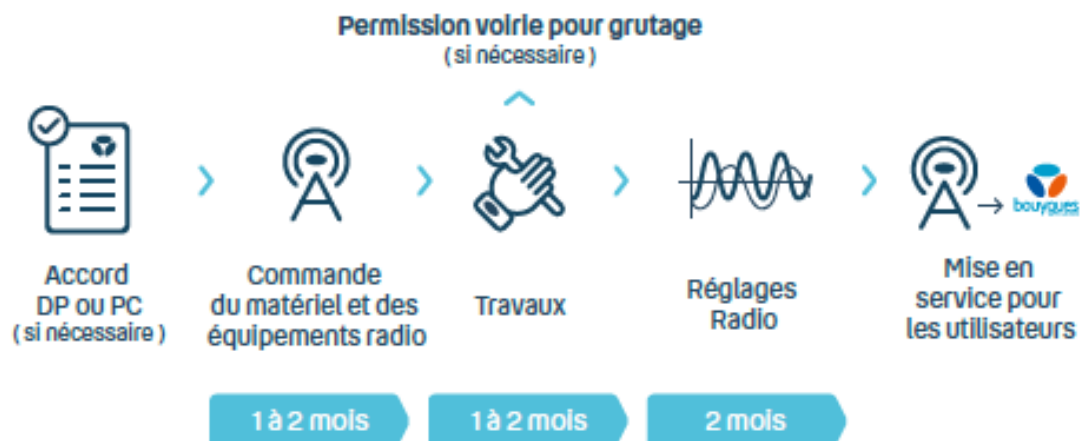 Permission voirie pour grutage
( si nécessaire )
Accord
DP ou PC
( si nécessaire )
Commande
du matériel et des
équipements radio
Travaux
Réglages
Radio
bouygues
Mise en
service pour
les utilisateurs
1 à 2 mois
1 à 2 mois
2 mois